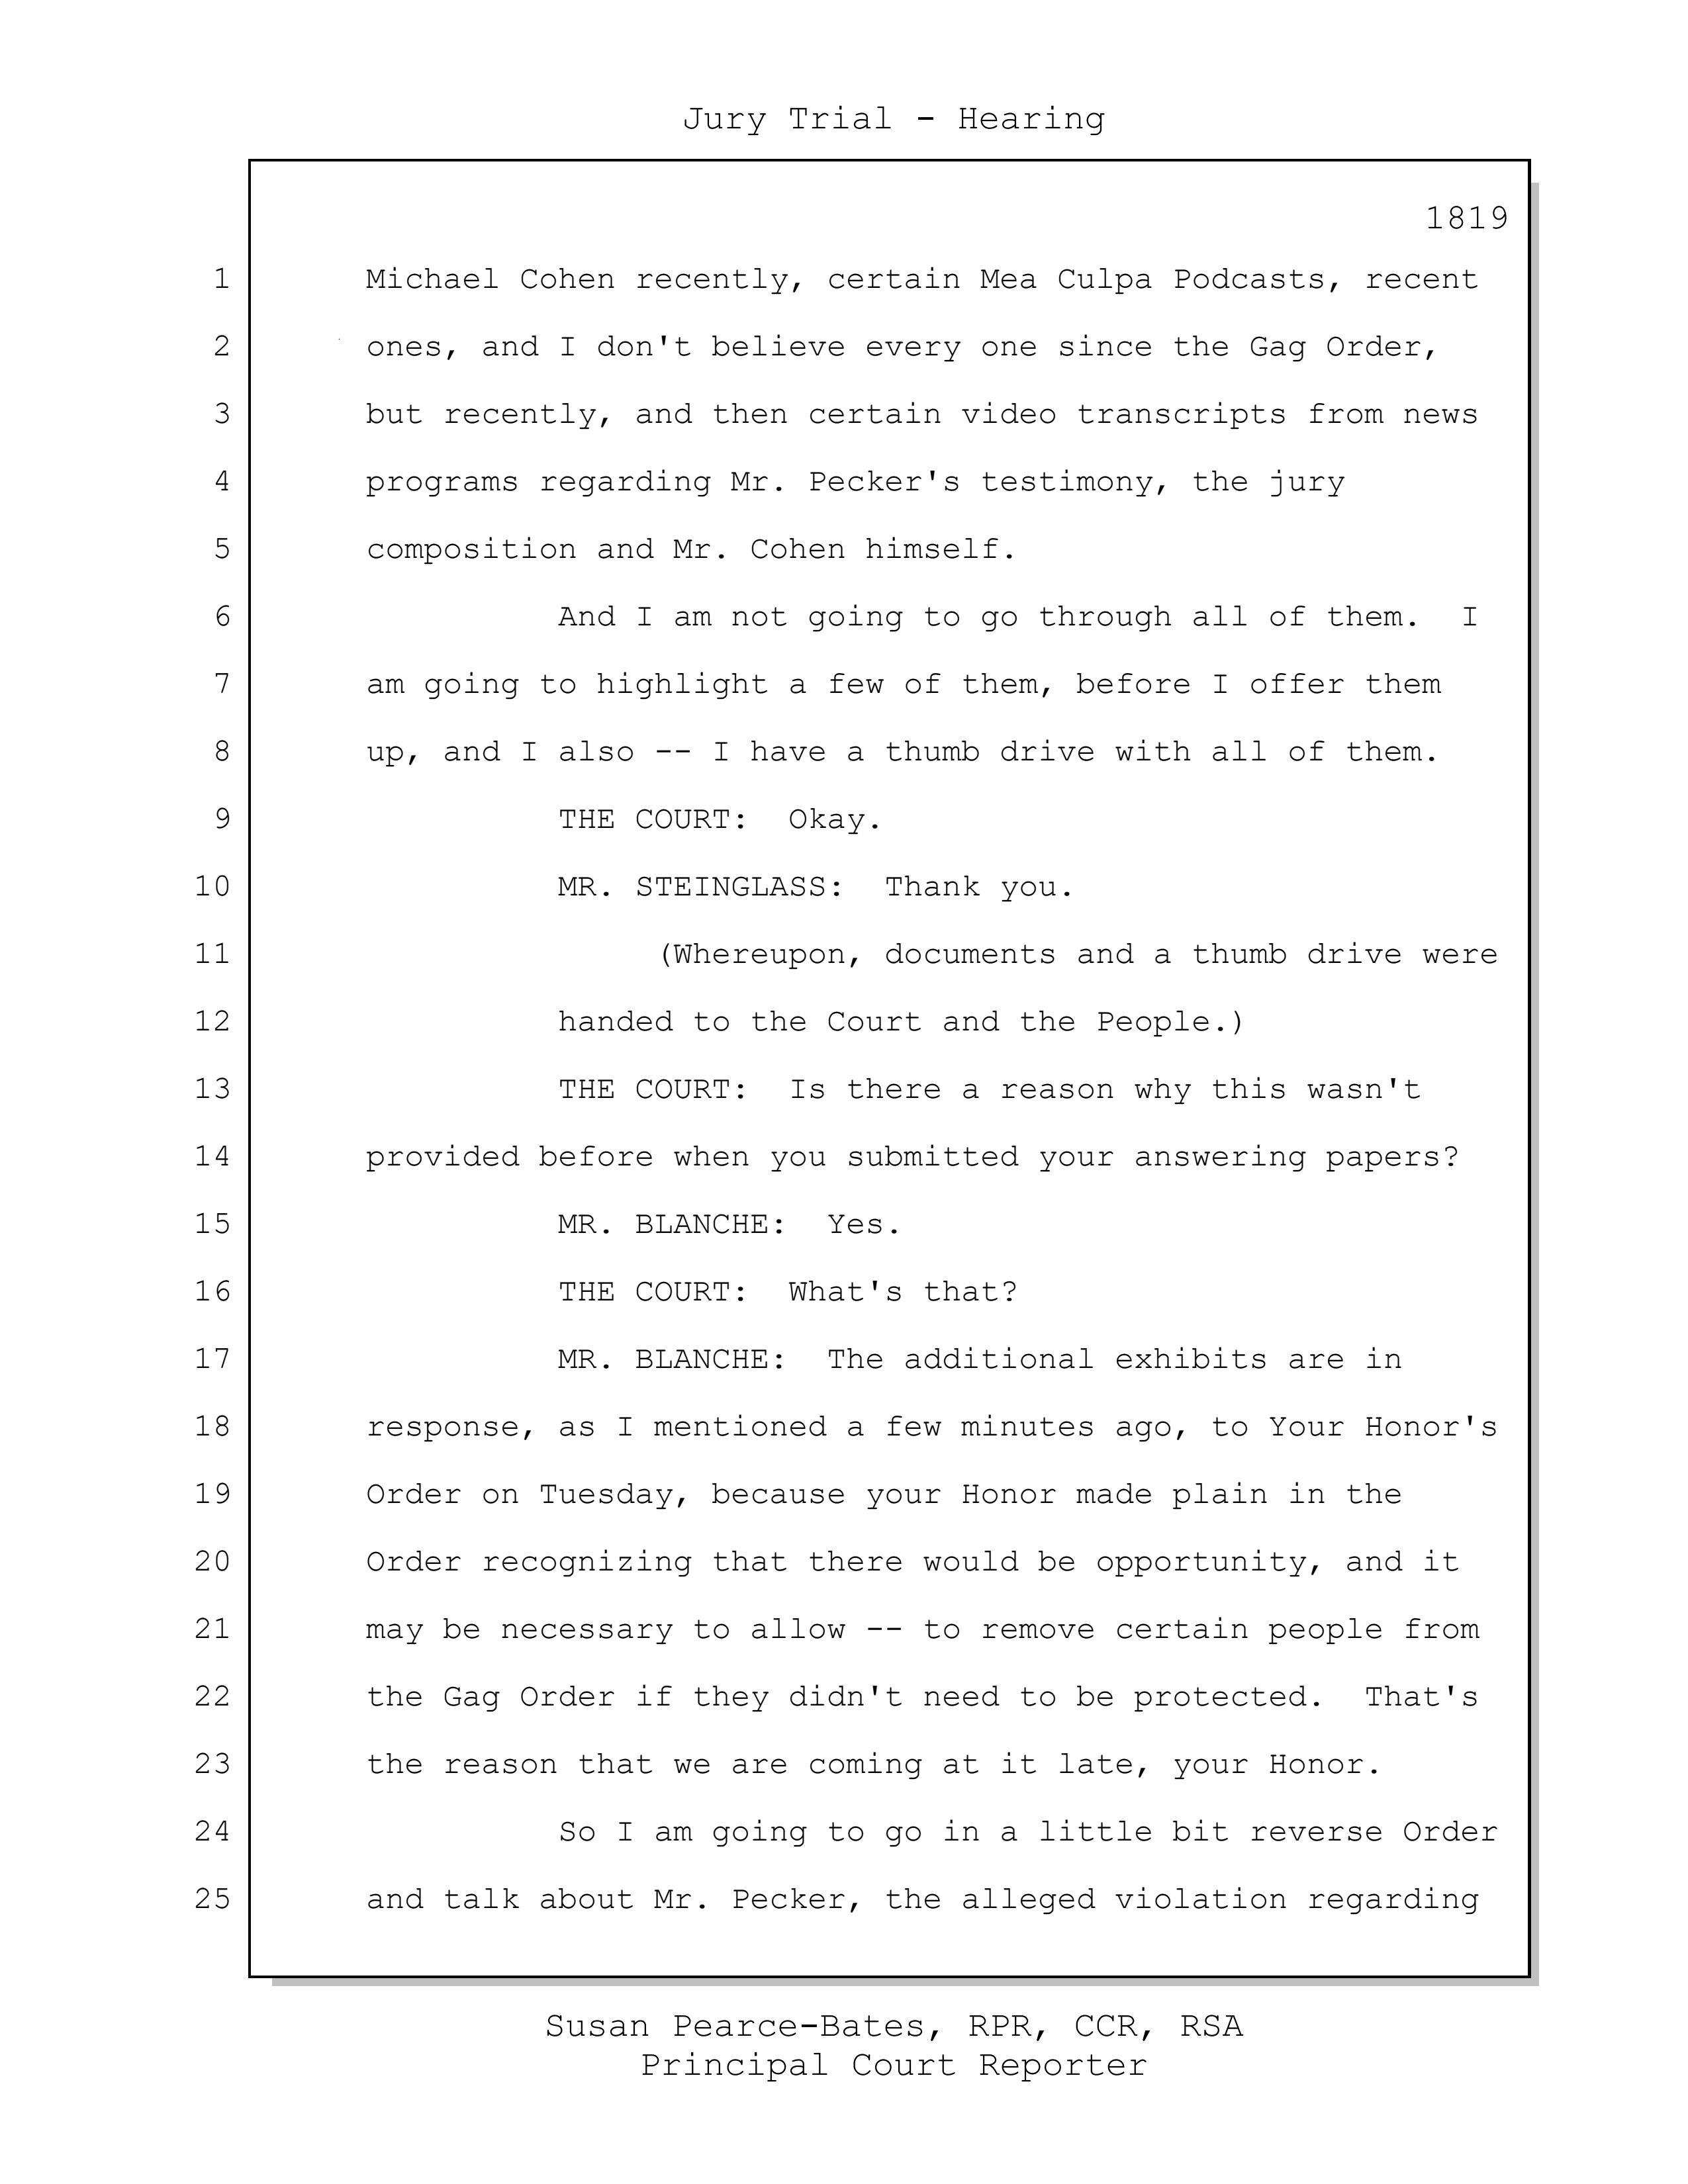 Jury Trial - Hearing
1819
1 Michael Cohen recently, certain Mea Culpa Podcasts, recent
2 ones, and I don't believe every one since the Gag Order,
3 but recently, and then certain video transcripts from news
4 programs regarding Mr. Pecker's testimony, the jury
5 composition and Mr. Cohen himself.
6 And I am not going to go through all of them. I
7 am going to highlight a few of them, before I offer them
8 up, and I also -- I have a thumb drive with all of them.
9 THE COURT: Okay.
10 MR. STEINGLASS: Thank you.
11 (Whereupon, documents and a thumb drive were
12 handed to the Court and the People.)
13 THE COURT: Is there a reason why this wasn't
14 provided before when you submitted your answering papers?
15 MR. BLANCHE: Yes.
16 THE COURT: What's that?
17 MR. BLANCHE: The additional exhibits are in
18 response, as I mentioned a few minutes ago, to Your Honor's
19 Order on Tuesday, because your Honor made plain in the
20 Order recognizing that there would be opportunity, and it
21 may be necessary to allow -- to remove certain people from
22 the Gag Order if they didn't need to be protected. That's
23 the reason that we are coming at it late, your Honor.
24 So I am going to go in a little bit reverse Order
25 and talk about Mr. Pecker, the alleged violation regarding
Susan Pearce-Bates, RPR, CCR, RSA
Principal Court Reporter